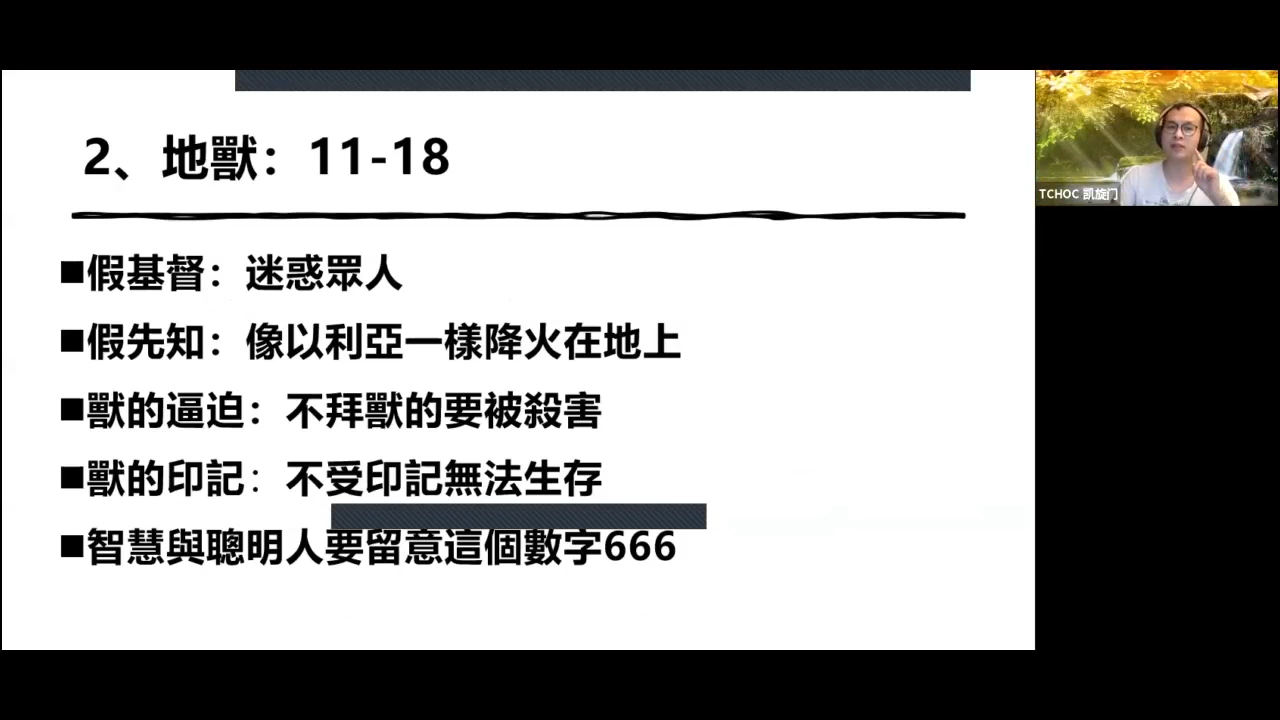 2、地獸：11-18
■假基督：迷惑眾人
■假先知：像以利亞一樣降火在地上
■獸的逼迫：不拜獸的要被殺害
■獸的印記：不受印記無法生存
■智慧與聰明人要留意這個數字666
TCHOC 凯旋门